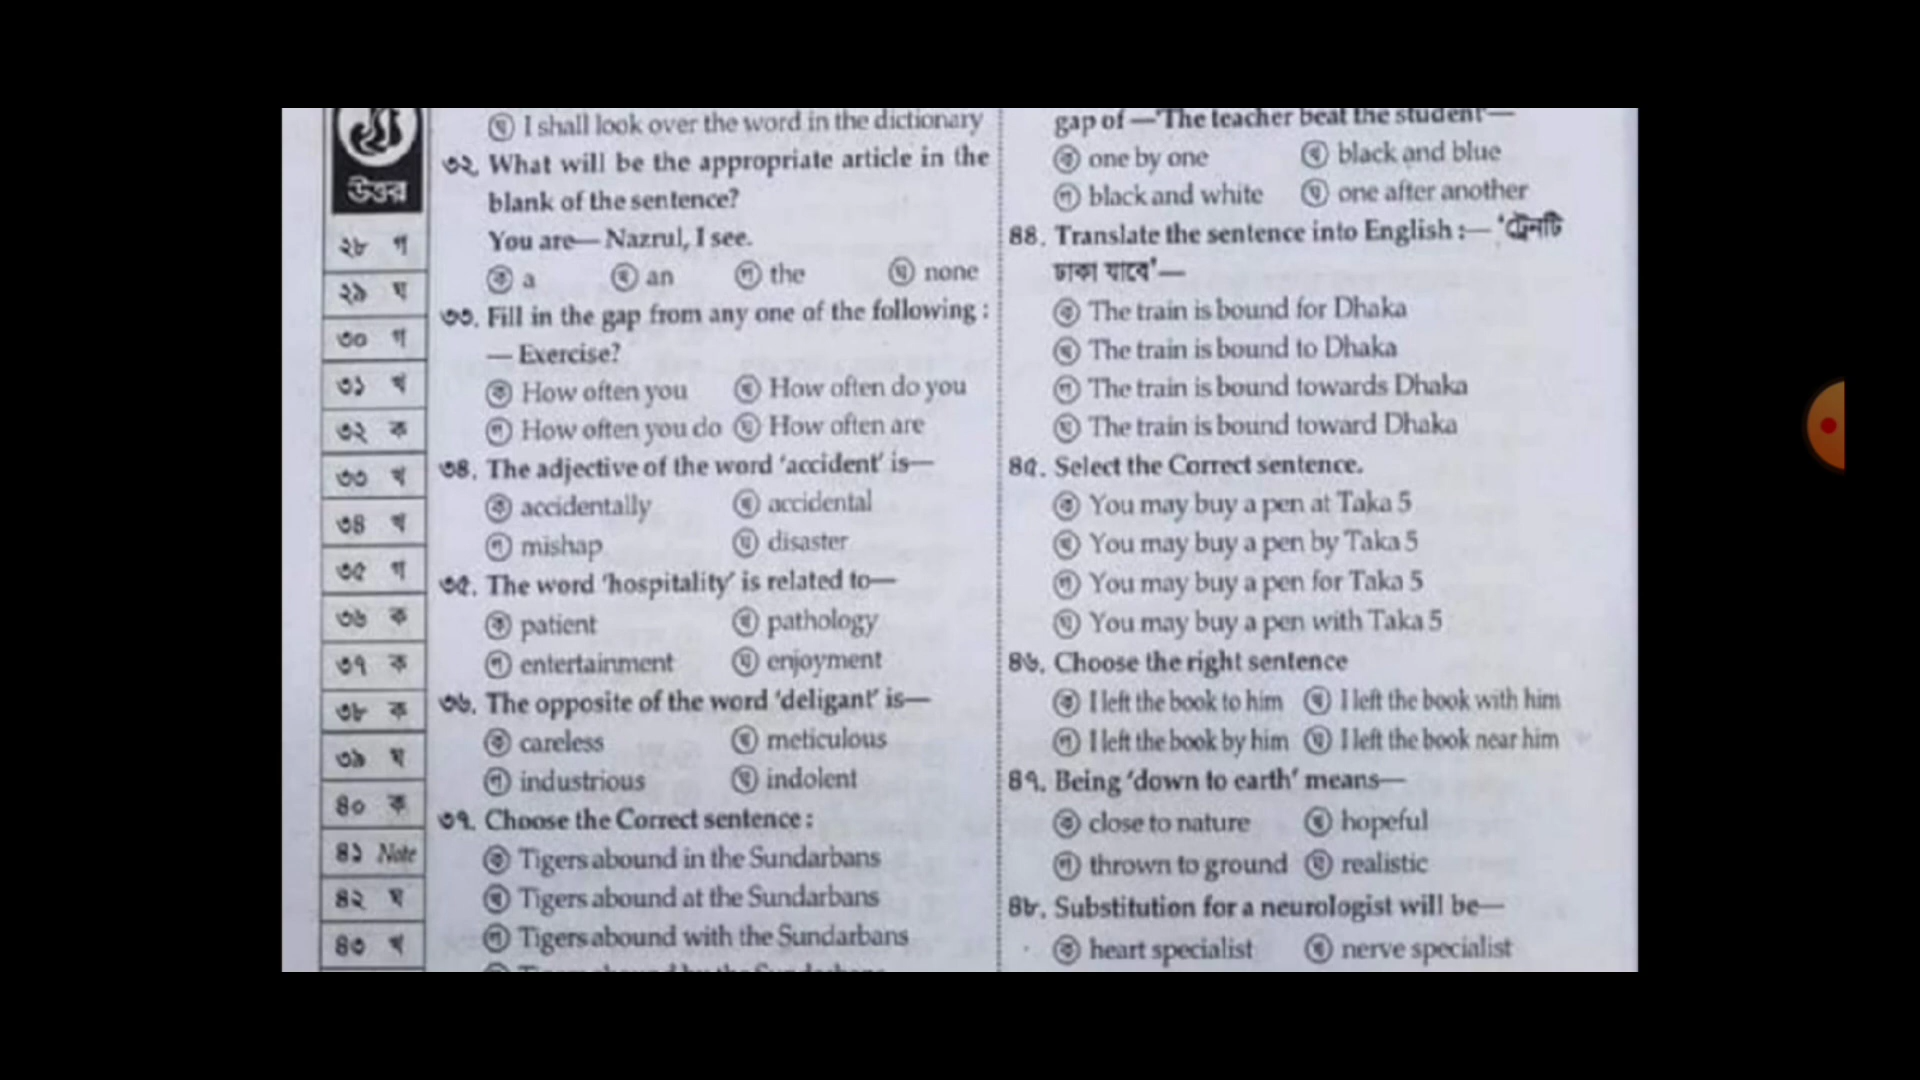 উত্তর
২৮ গ
২৯ ঘ
৩০ গ
৩১ খ
৩২ ক
৩৩ খ
৩৪ খ
৩৫ গ
৩৬ ক
৩৭ ক
৩৮ ক
৩৯ ঘ
৪০ ক
৪১ Note
৪২ ঘ
৪৩ খ
ঘ I shall look over the word in the dictionary
৩২. What will be the appropriate article in the
blank of the sentence?
You are— Nazrul, I see.
ক a খ an গ the ঘ none
৩৩. Fill in the gap from any one of the following :
— Exercise?
ক How often you খ How often do you
গ How often you do ঘ How often are
৩৪. The adjective of the word ‘accident’ is—
ক accidentally খ accidental
গ mishap ঘ disaster
৩৫. The word ‘hospitality’ is related to—
ক patient খ pathology
গ entertainment ঘ enjoyment
৩৬. The opposite of the word ‘deligant’ is—
ক careless খ meticulous
গ industrious ঘ indolent
৩৭. Choose the Correct sentence :
ক Tigers abound in the Sundarbans
খ Tigers abound at the Sundarbans
গ Tigers abound with the Sundarbans
ঘ Tigers abound by the Sundarbans
gap of —‘The teacher beat the student’—
ক one by one খ black and blue
গ black and white ঘ one after another
৪৪. Translate the sentence into English :— ‘ট্রেনটি
ঢাকা যাবে’—
ক The train is bound for Dhaka
খ The train is bound to Dhaka
গ The train is bound towards Dhaka
ঘ The train is bound toward Dhaka
৪৫. Select the Correct sentence.
ক You may buy a pen at Taka 5
খ You may buy a pen by Taka 5
গ You may buy a pen for Taka 5
ঘ You may buy a pen with Taka 5
৪৬. Choose the right sentence
ক I left the book to him খ I left the book with him
গ I left the book by him ঘ I left the book near him
৪৭. Being ‘down to earth’ means—
ক close to nature খ hopeful
গ thrown to ground ঘ realistic
৪৮. Substitution for a neurologist will be—
ক heart specialist খ nerve specialist